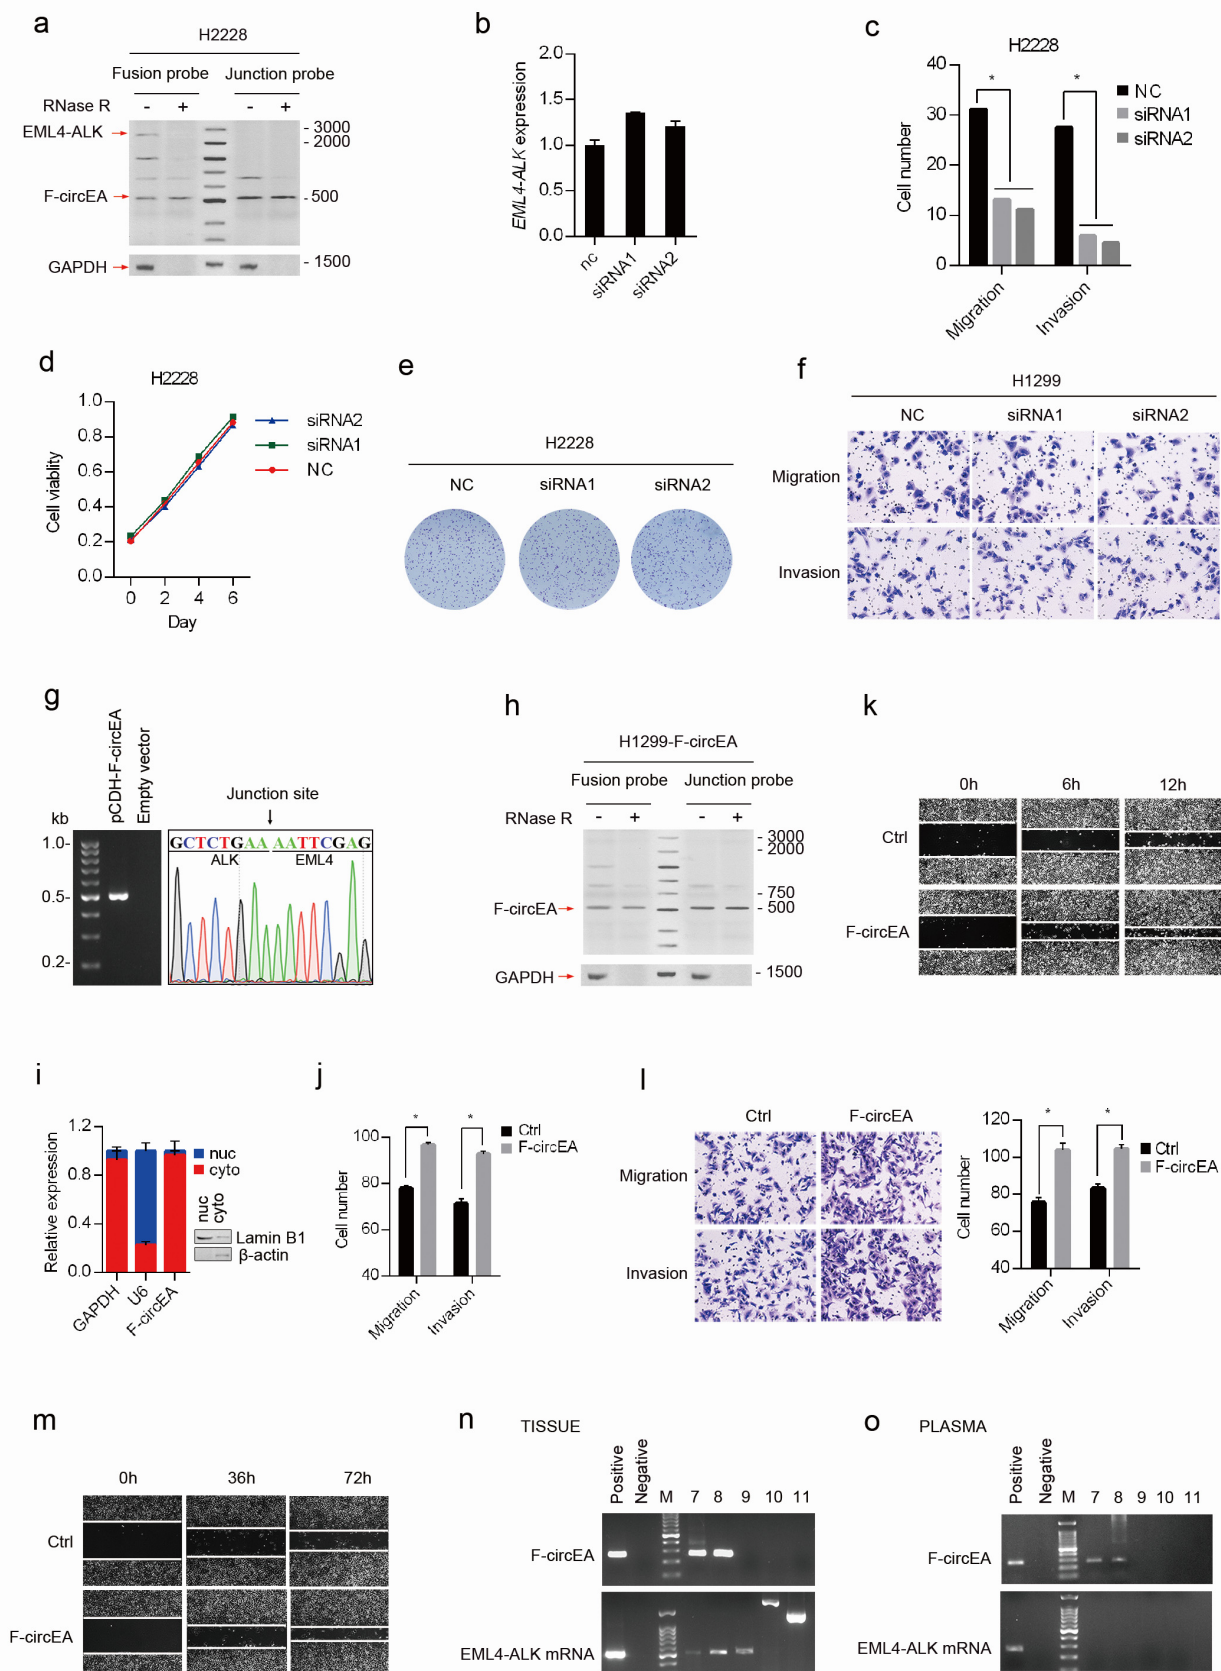 a
H2228
Fusion probe Junction probe
RNase R - + - +
EML4-ALK
- 3000
- 2000
F-circEA
- 500
GAPDH
- 1500
b
EML4-ALK expression
2.0
1.5
1.0
0.5
0.0
nc
siRNA1
siRNA2
c
H2228
Cell number
40
30
20
10
0
* *
NC
siRNA1
siRNA2
Migration
Invasion
d
H2228
Cell viablity
1.0
0.8
0.6
0.4
0.2
0.0
0 2 4 6
Day
siRNA2
siRNA1
NC
e
H2228
NC siRNA1 siRNA2
f
H1299
NC siRNA1 siRNA2
Migration
Invasion
g
pCDH-F-circEA
Empty vector
kb
1.0-
0.5-
0.2-
Junction site
GCTCTGAA AATTCGAG
ALK EML4
h
H1299-F-circEA
Fusion probe Junction probe
RNase R - + - +
- 3000
- 2000
- 750
F-circEA
- 500
GAPDH
- 1500
k
0h 6h 12h
Ctrl
F-circEA
i
Relative expression
1.2
0.8
0.4
0.0
GAPDH
U6
F-circEA
nuc
cyto
nuc
cyto
Lamin B1
β-actin
j
Cell number
100
80
60
40
* *
Ctrl
F-circEA
Migration
Invasion
l
Ctrl F-circEA
Migration
Invasion
Cell number
120
100
80
60
40
* *
Ctrl
F-circEA
Migration
Invasion
m
0h 36h 72h
Ctrl
F-circEA
n
TISSUE
Positive
Negative
M 7 8 9 10 11
F-circEA
EML4-ALK mRNA
o
PLASMA
Positive
Negative
M 7 8 9 10 11
F-circEA
EML4-ALK mRNA